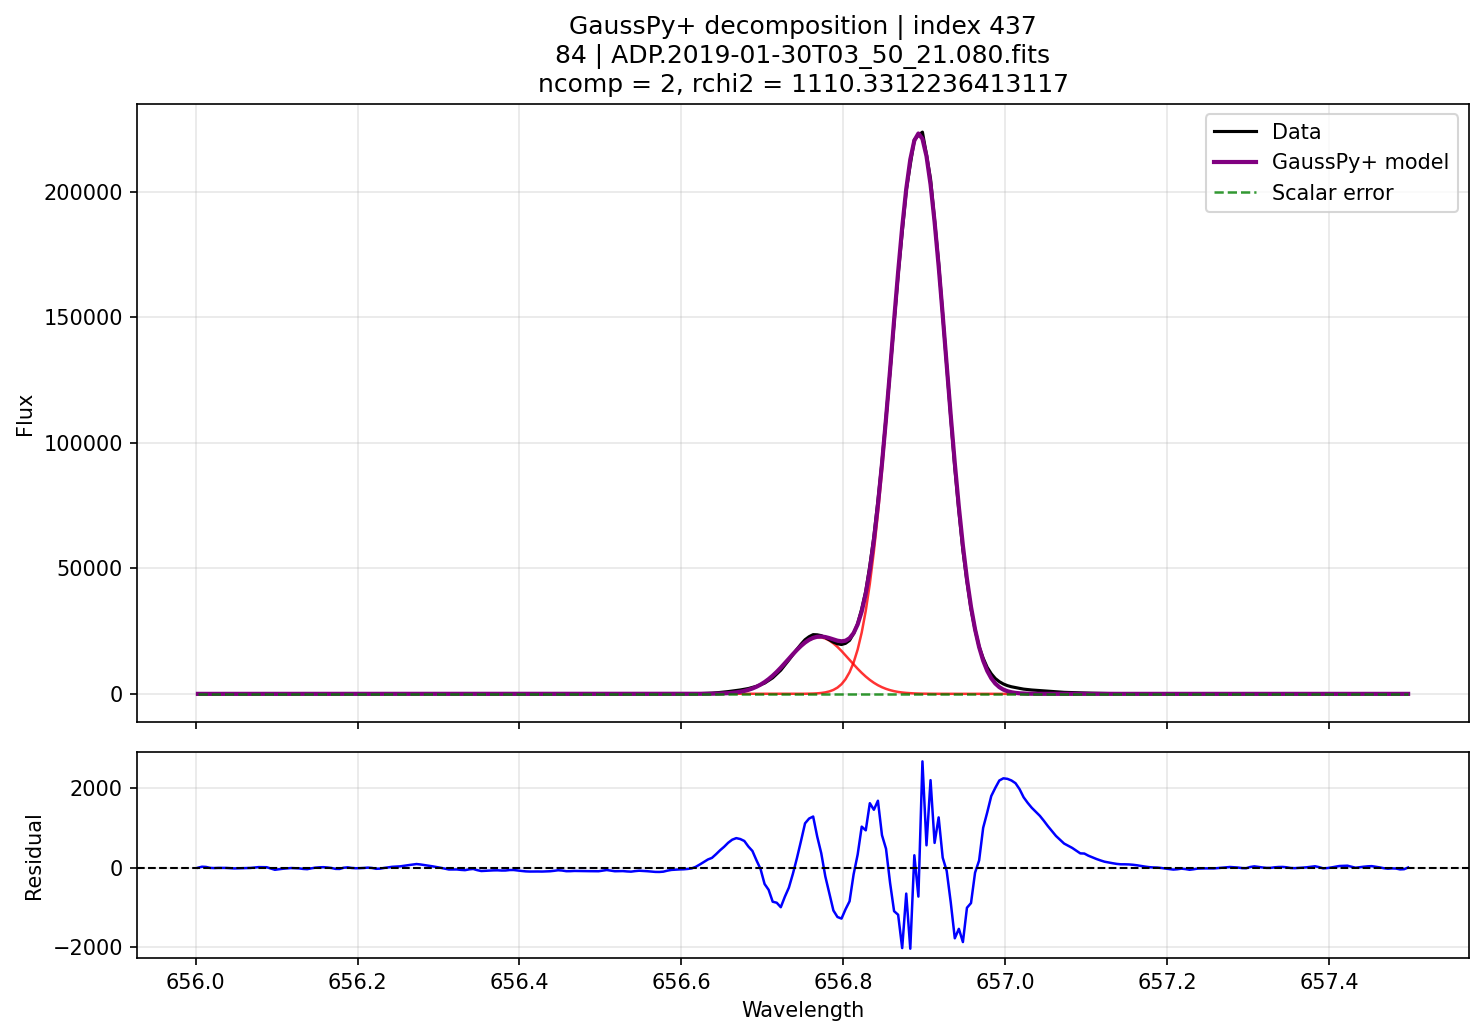 GaussPy+ decomposition | index 437
84 | ADP.2019-01-30T03_50_21.080.fits
ncomp = 2, rchi2 = 1110.3312236413117
Data
GaussPy+ model
Scalar error
200000
150000
100000
50000
0
Flux
2000
0
−2000
Residual
656.0 656.2 656.4 656.6 656.8 657.0 657.2 657.4
Wavelength